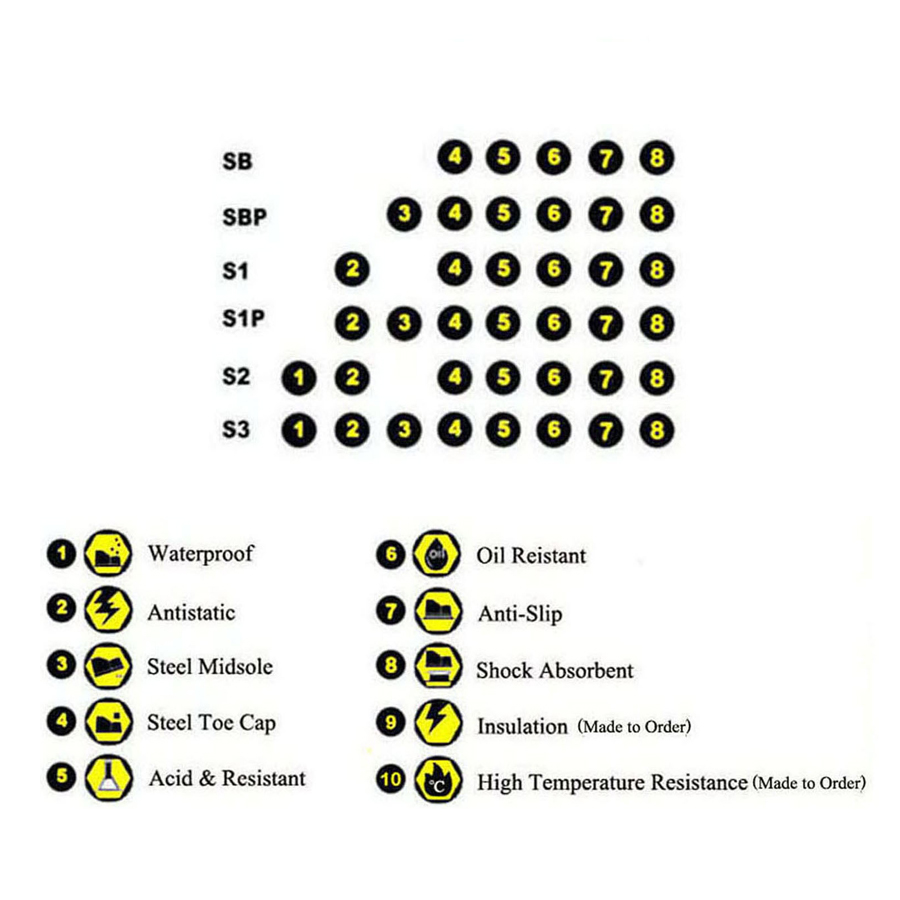 SB 4 5 6 7 8
SBP 3 4 5 6 7 8
S1 2 4 5 6 7 8
S1P 2 3 4 5 6 7 8
S2 1 2 4 5 6 7 8
S3 1 2 3 4 5 6 7 8
1 Waterproof
2 Antistatic
3 Steel Midsole
4 Steel Toe Cap
5 Acid & Resistant
6 Oil Oil Reistant
7 Anti-Slip
8 Shock Absorbent
9 Insulation (Made to Order)
10 °C High Temperature Resistance (Made to Order)